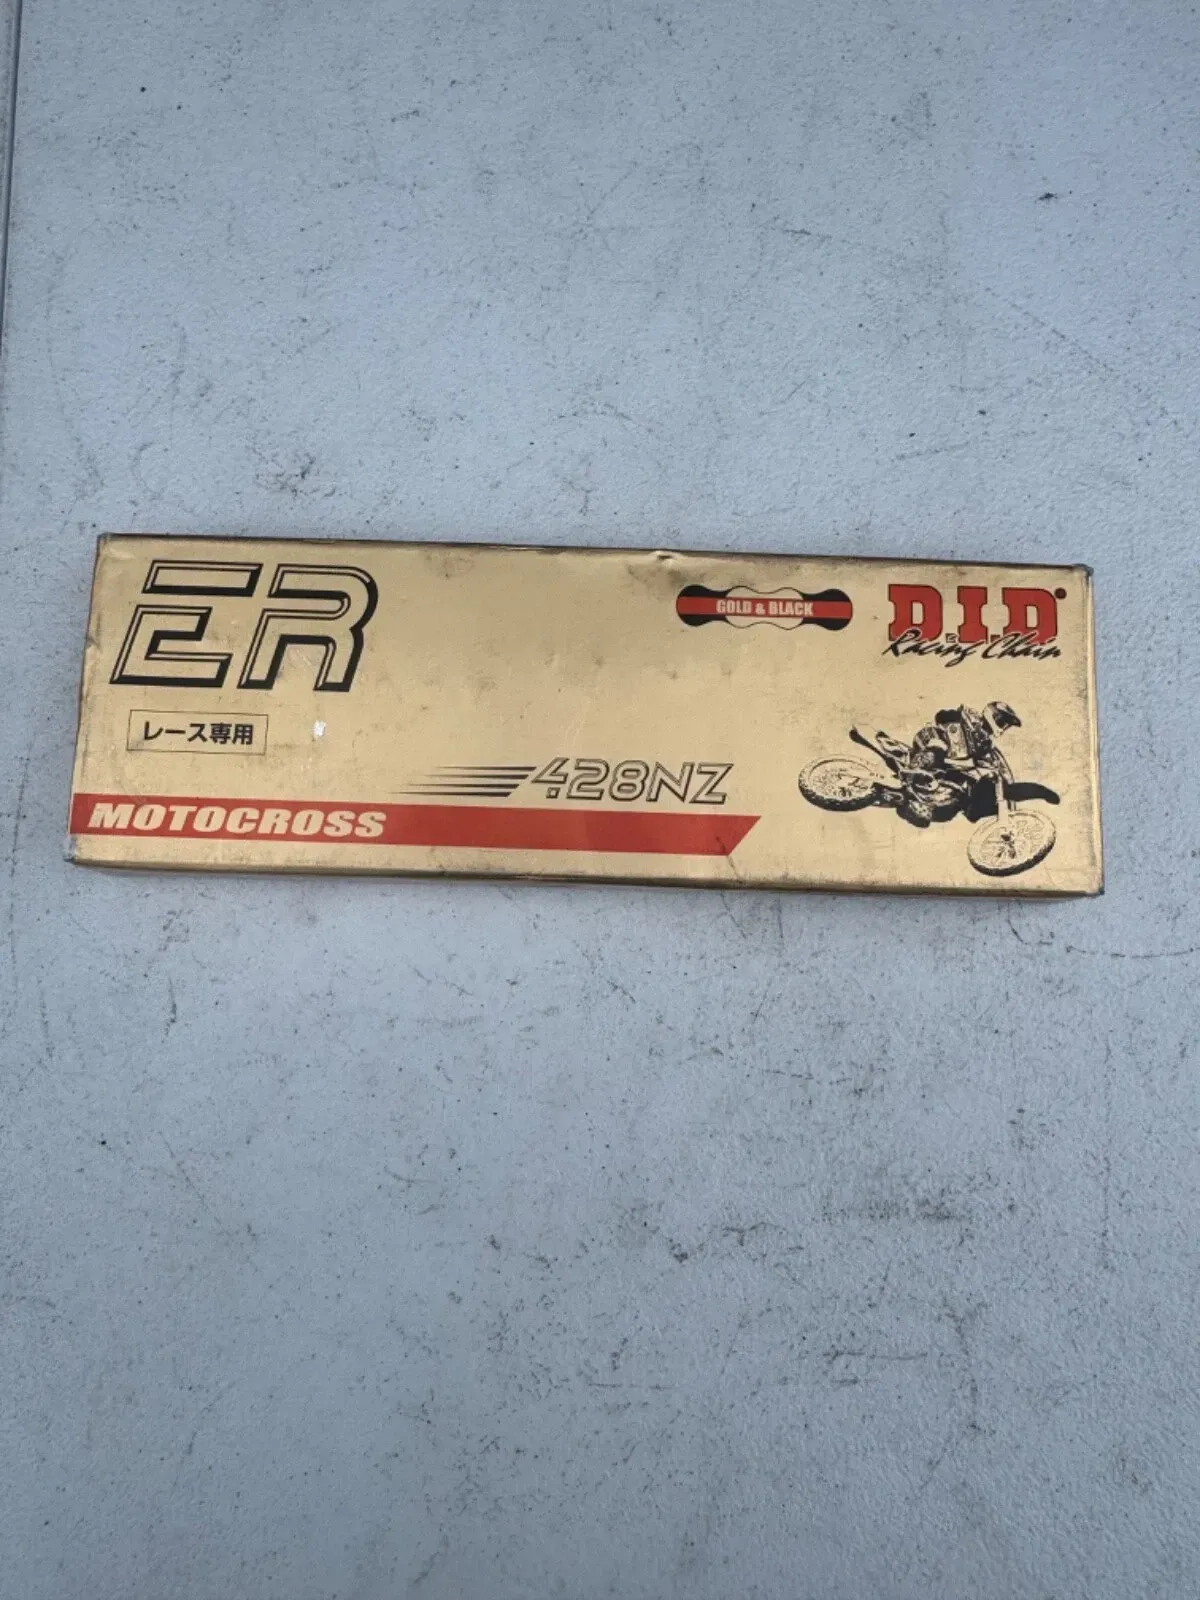 ER
GOLD & BLACK
D.I.D®
Racing Chain
レース専用
428NZ
MOTOCROSS